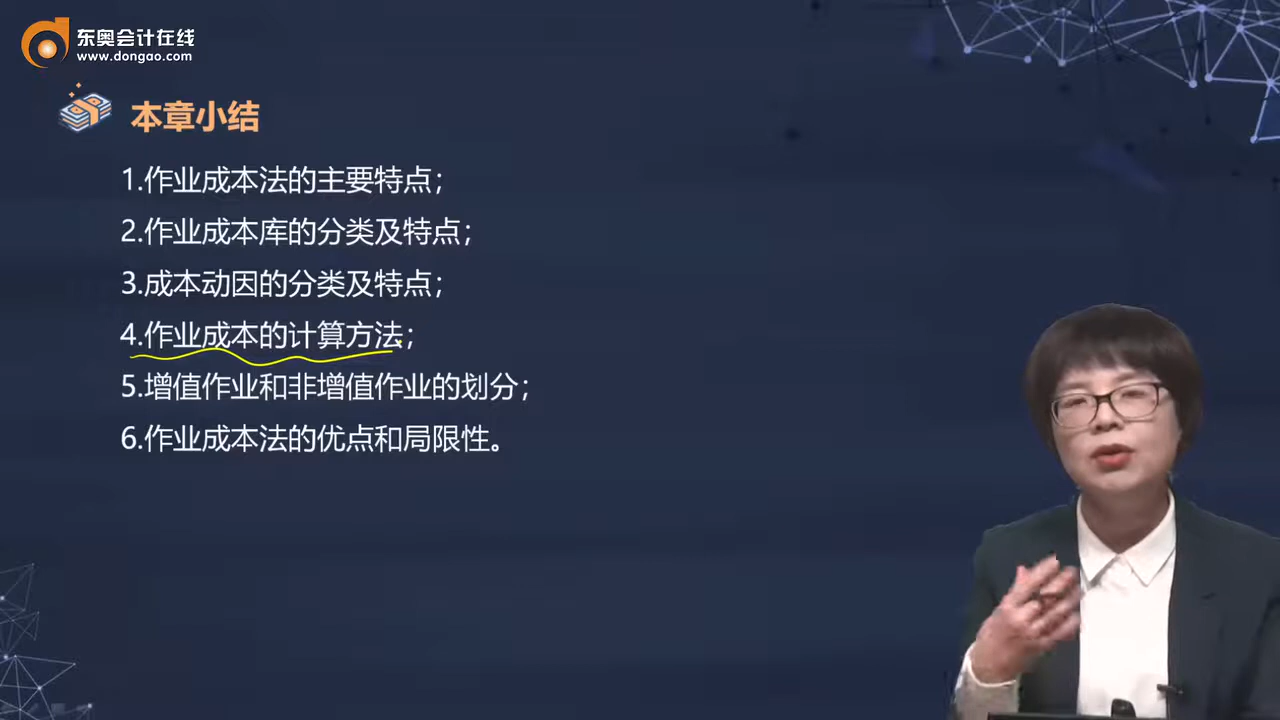 东奥会计在线
www.dongao.com
本章小结
1.作业成本法的主要特点；
2.作业成本库的分类及特点；
3.成本动因的分类及特点；
4.作业成本的计算方法；
5.增值作业和非增值作业的划分；
6.作业成本法的优点和局限性。